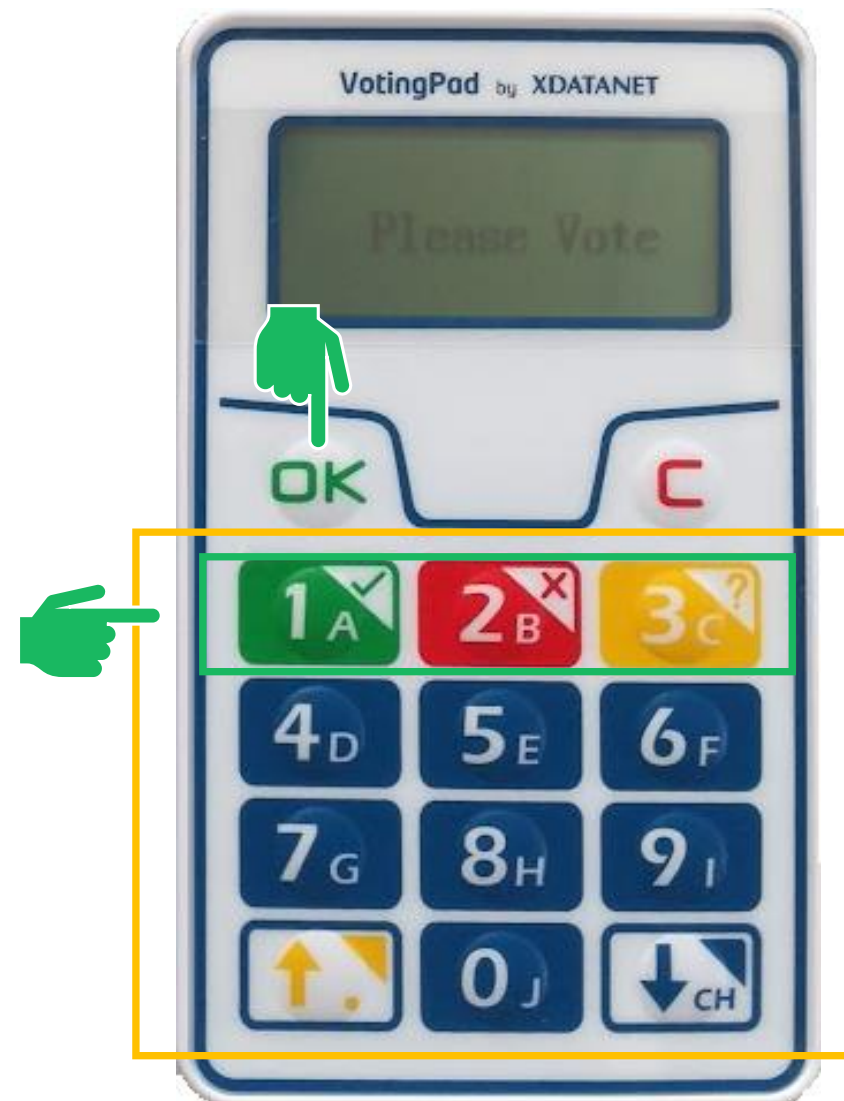 VotingPad by XDATANET
Please Vote
OK C
1 A 2 B 3 C ?
4 D 5 E 6 F
7 G 8 H 9 I
. 0 J CH